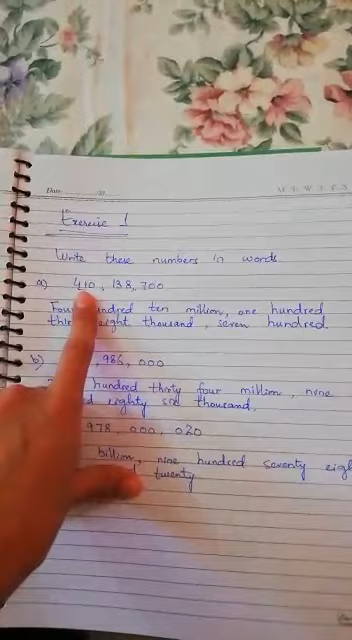 Date
M T W T F S
Exercise 1
Write these numbers in words
a) 410, 138, 700
Four hundred ten million, one hundred
eight thousand, seven hundred.
b) , 986, 000
hundred thirty four million, nine
eighty six thousand.
978, 000, 020
billion, nine hundred seventy eigh
twenty